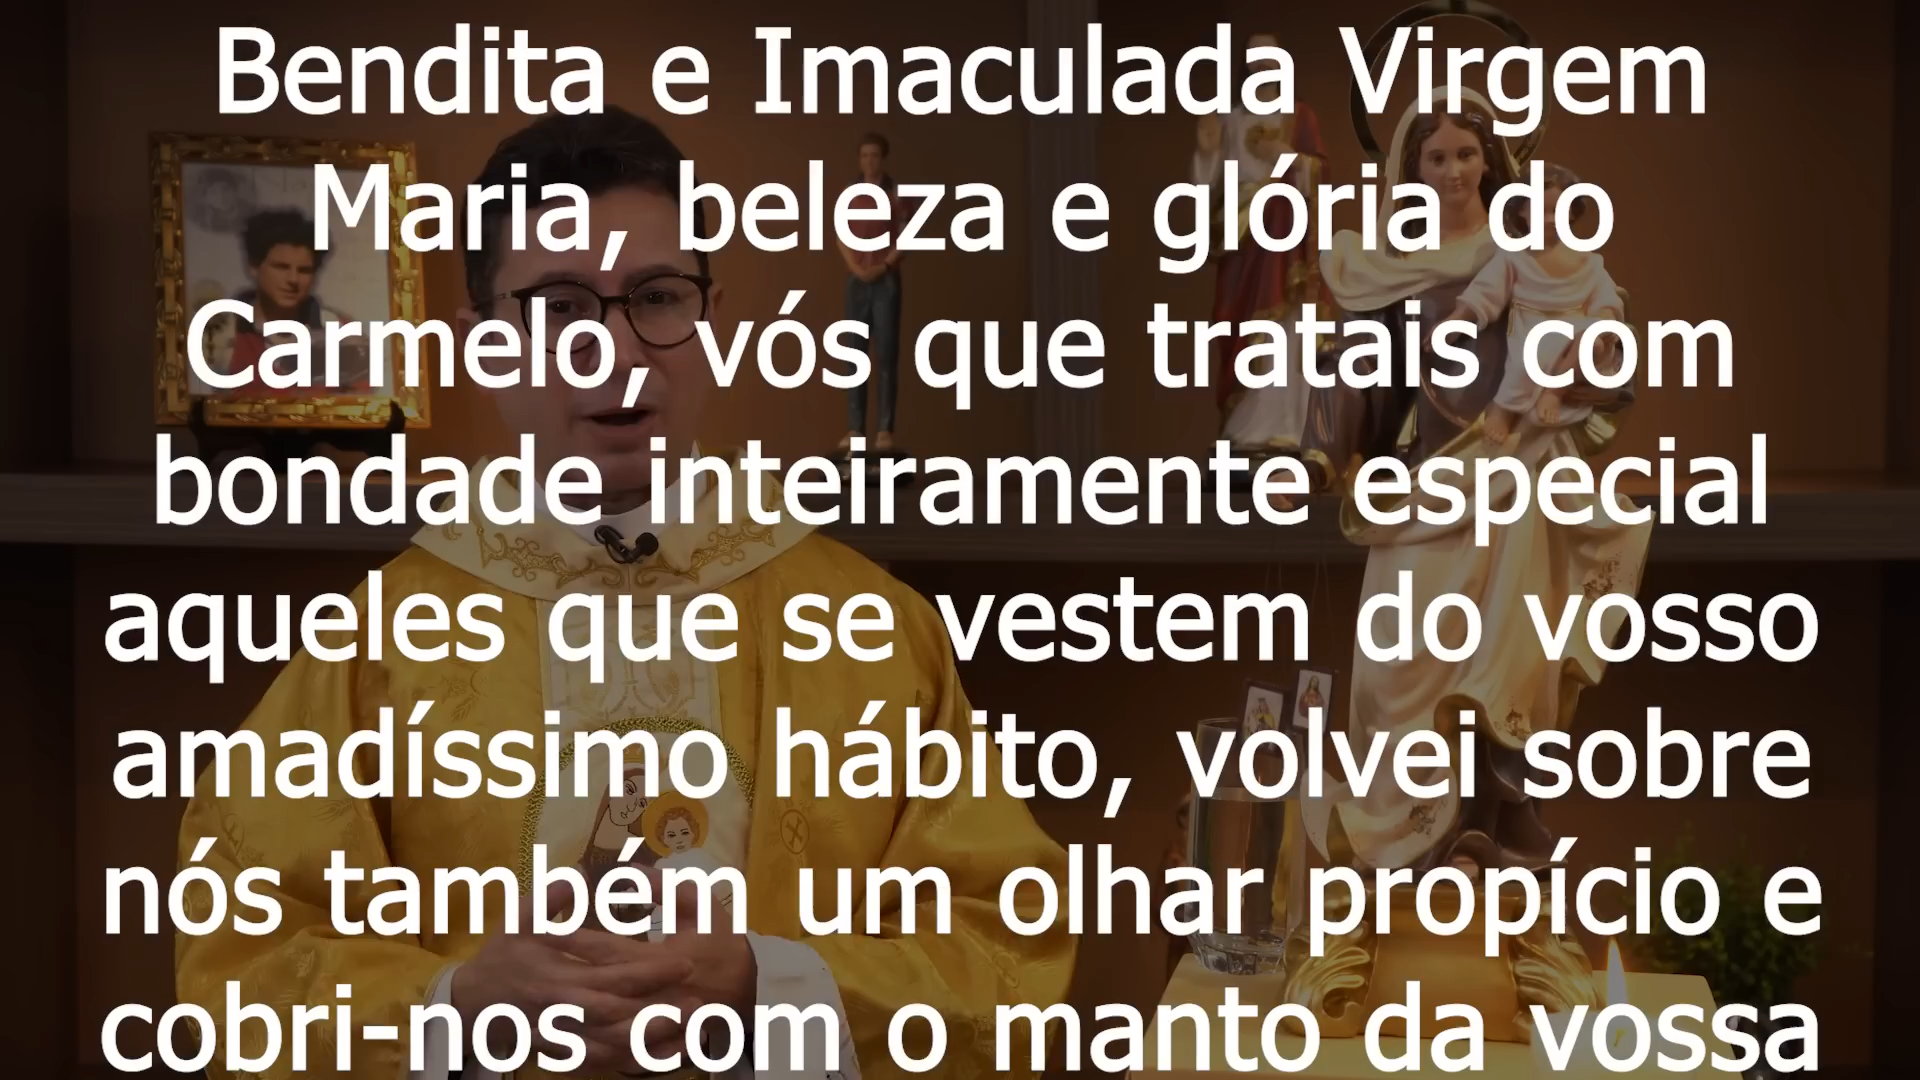 Bendita e Imaculada Virgem
Maria, beleza e glória do
Carmelo, vós que tratais com
bondade inteiramente especial
aqueles que se vestem do vosso
amadíssimo hábito, volvei sobre
nós também um olhar propício e
cobri-nos com o manto da vossa